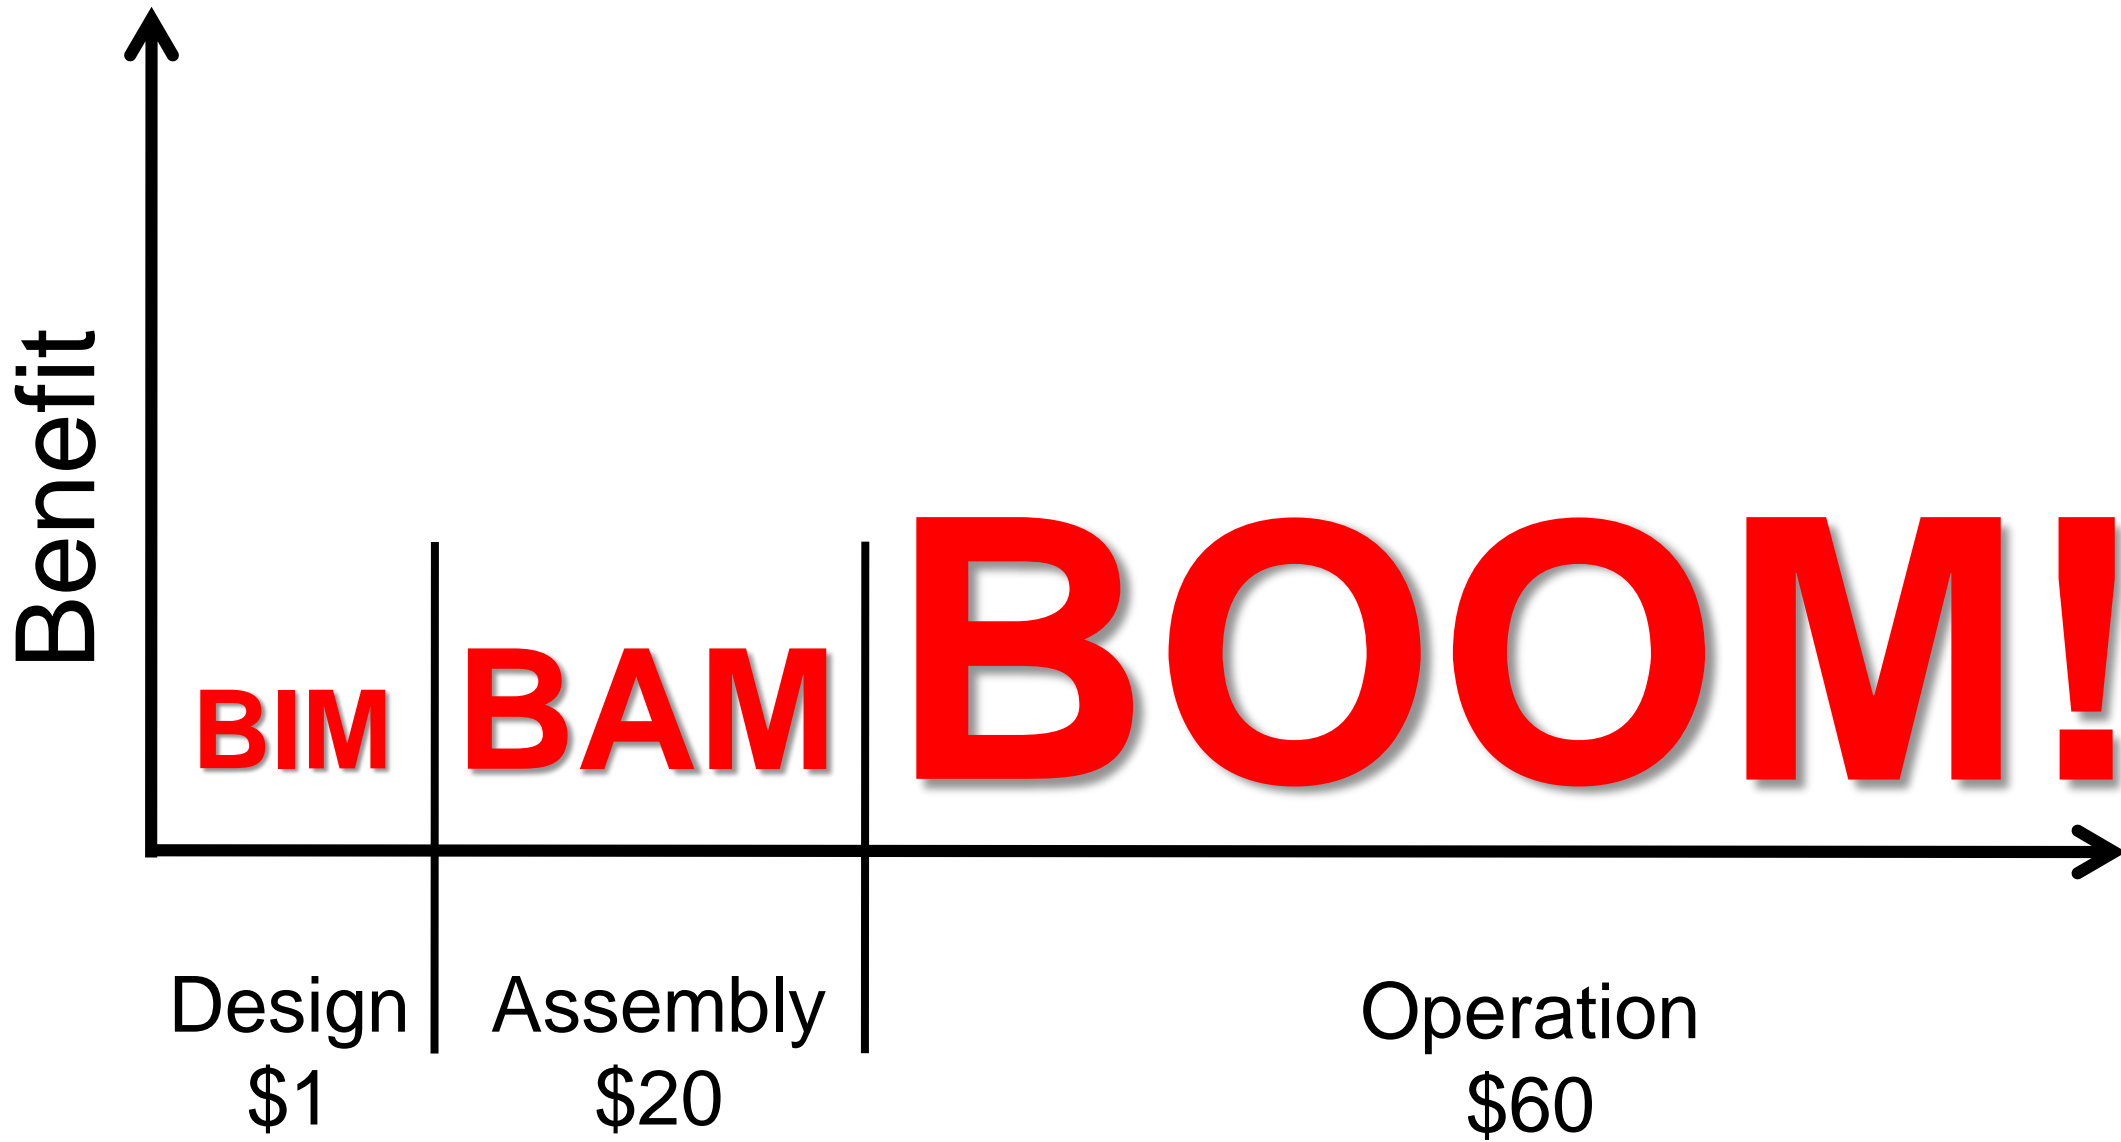 Benefit
BIM
BAM
BOOM!
Design
$1
Assembly
$20
Operation
$60